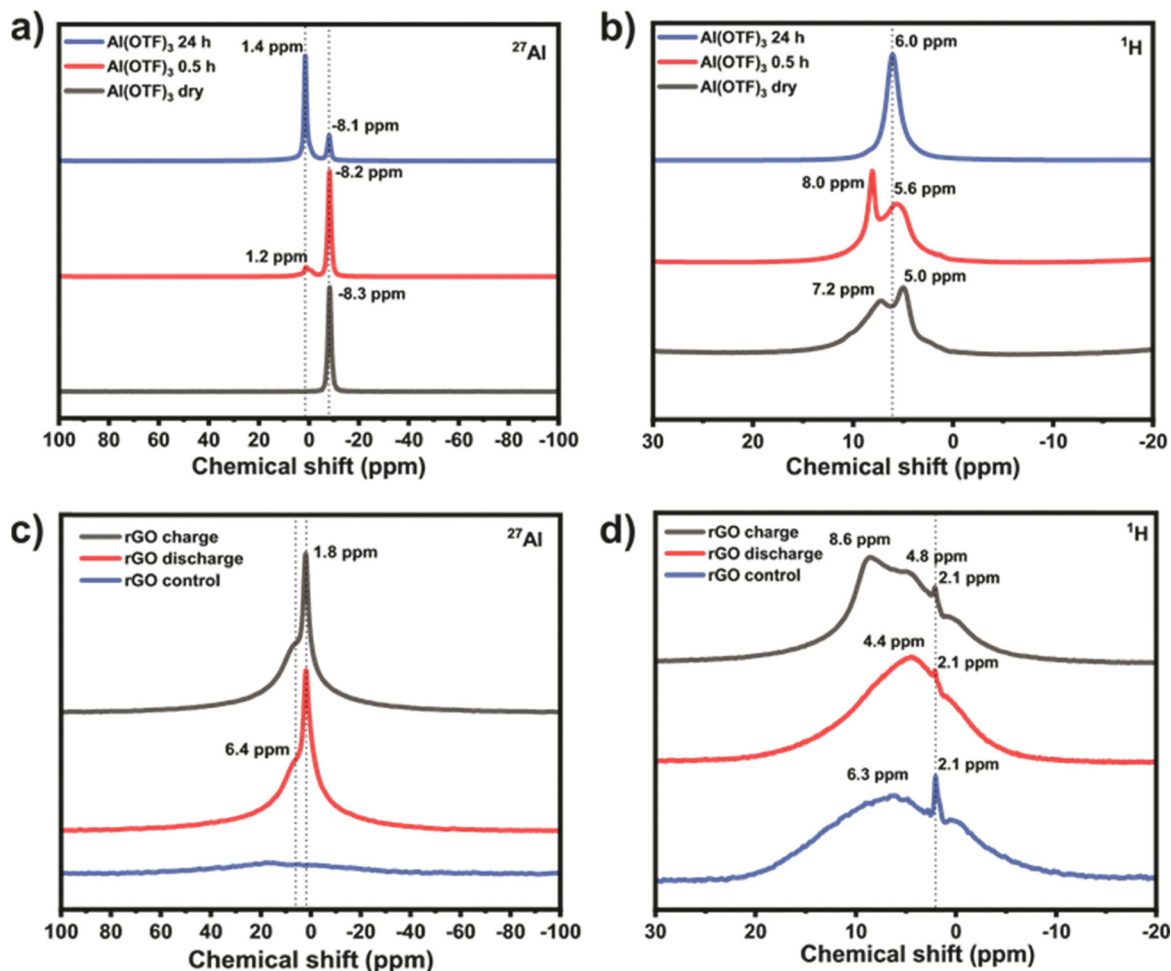 a)
Al(OTF)₃ 24 h
Al(OTF)₃ 0.5 h
Al(OTF)₃ dry
1.4 ppm
²⁷Al
-8.1 ppm
-8.2 ppm
1.2 ppm
-8.3 ppm
100 80 60 40 20 0 -20 -40 -60 -80 -100
Chemical shift (ppm)
b)
Al(OTF)₃ 24 h
Al(OTF)₃ 0.5 h
Al(OTF)₃ dry
6.0 ppm
¹H
8.0 ppm
5.6 ppm
7.2 ppm
5.0 ppm
30 20 10 0 -10 -20
Chemical shift (ppm)
c)
rGO charge
rGO discharge
rGO control
²⁷Al
1.8 ppm
6.4 ppm
100 80 60 40 20 0 -20 -40 -60 -80 -100
Chemical shift (ppm)
d)
rGO charge
rGO discharge
rGO control
8.6 ppm
¹H
4.8 ppm
2.1 ppm
4.4 ppm
2.1 ppm
6.3 ppm
2.1 ppm
30 20 10 0 -10 -20
Chemical shift (ppm)